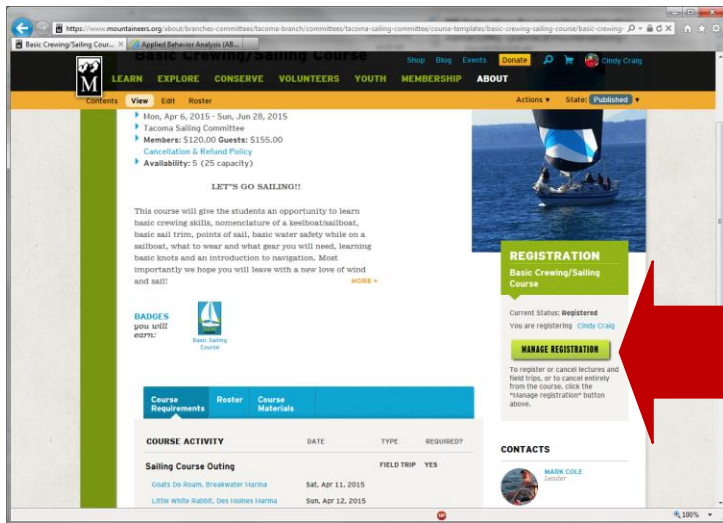 https://www.mountaineers.org/about/branches-committees/tacoma-branch/committees/tacoma-sailing-committee/course-templates/basic-crewing-sailing-course/basic-crewing-
Basic Crewing/Sailing Cour...
Applied Behavior Analysis (AB...
Basic Crewing/Sailing Course
Shop Blog Events Donate Cindy Craig
M
LEARN EXPLORE CONSERVE VOLUNTEERS YOUTH MEMBERSHIP ABOUT
Contents View Edit Roster Actions ▼ State: Published ▼
Mon, Apr 6, 2015 - Sun, Jun 28, 2015
Tacoma Sailing Committee
Members: $120.00 Guests: $155.00
Cancellation & Refund Policy
Availability: 5 (25 capacity)
LET"S GO SAILING!!
This course will give the students an opportunity to learn
basic crewing skills, nomenclature of a keelboat/sailboat,
basic sail trim, points of sail, basic water safety while on a
sailboat, what to wear and what gear you will need, learning
basic knots and an introduction to navigation. Most
importantly we hope you will leave with a new love of wind
and sail!
MORE +
BADGES
you will
earn:
Basic Sailing
Course
REGISTRATION
Basic Crewing/Sailing
Course
Current Status: Registered
You are registering Cindy Craig
MANAGE REGISTRATION
To register or cancel lectures and
field trips, or to cancel entirely
from the course, click the
"Manage registration" button
above.
Course
Requirements
Roster
Course
Materials
COURSE ACTIVITY DATE TYPE REQUIRED?
Sailing Course Outing FIELD TRIP YES
Goats Do Roam, Breakwater Marina Sat, Apr 11, 2015
Little White Rabbit, Des Moines Marina Sun, Apr 12, 2015
CONTACTS
MARK COLE
Leader
100%